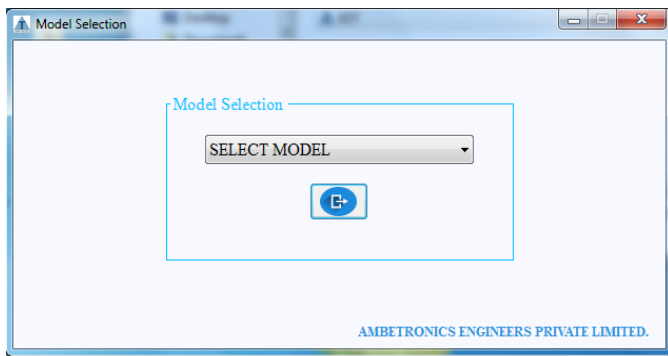 Model Selection
Model Selection
SELECT MODEL
AMBETRONICS ENGINEERS PRIVATE LIMITED.